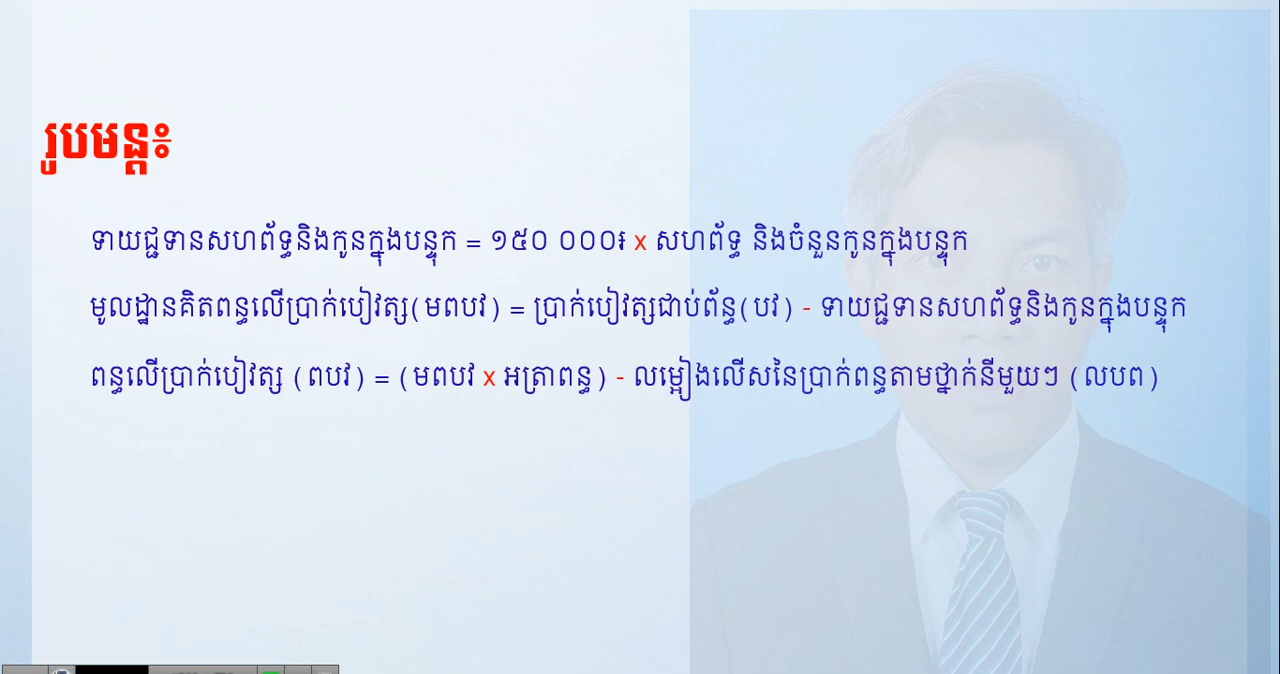 រូបមន្ត៖
ទាយជ្ជទានសហព័ទ្ធនិងកូនក្នុងបន្ទុក = ១៥០ ០០០៛ x សហព័ទ្ធ និងចំនួនកូនក្នុងបន្ទុក
មូលដ្ឋានគិតពន្ធលើប្រាក់បៀវត្ស(មពបវ) = ប្រាក់បៀវត្សជាប់ព័ន្ធ(បវ) - ទាយជ្ជទានសហព័ទ្ធនិងកូនក្នុងបន្ទុក
ពន្ធលើប្រាក់បៀវត្ស (ពបវ) = (មពបវ x អត្រាពន្ធ) - លម្អៀងលើសនៃប្រាក់ពន្ធតាមថ្នាក់នីមួយៗ (លបព)